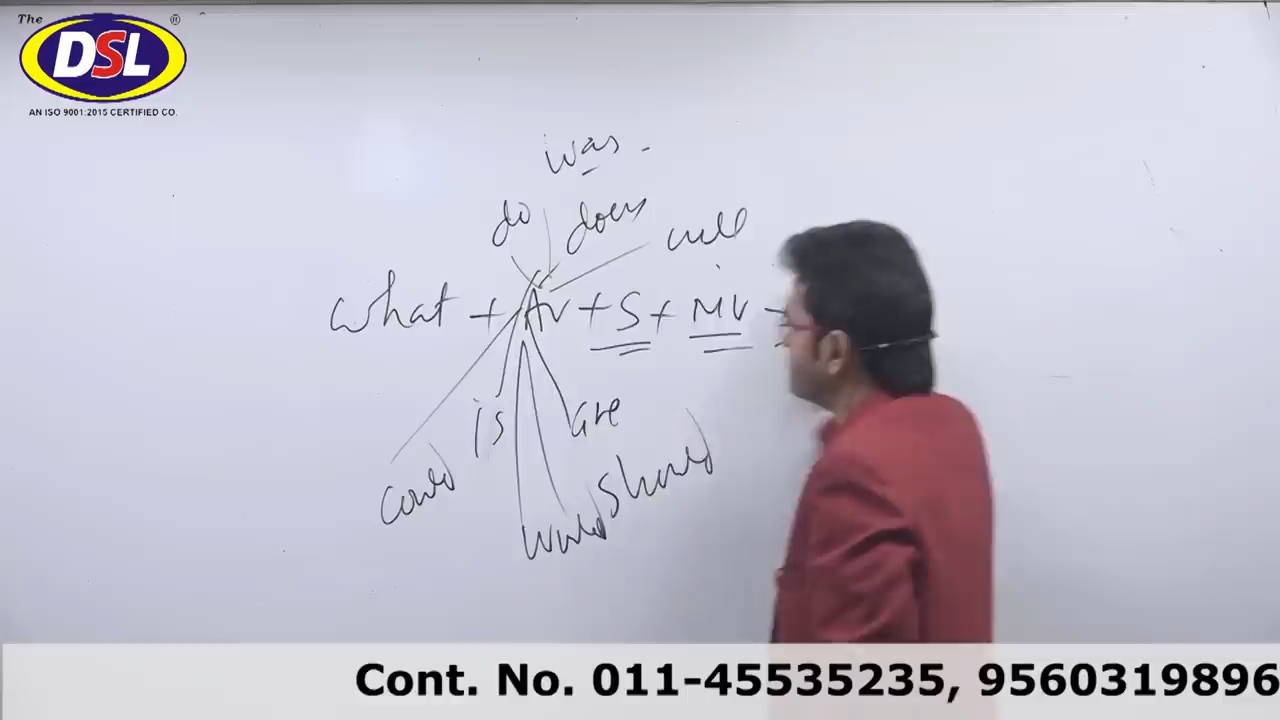 The
®
DSL
AN ISO 9001:2015 CERTIFIED CO.
was
do does will
what + AV + S + MV +
is are
could should
would
Cont. No. 011-45535235, 9560319896